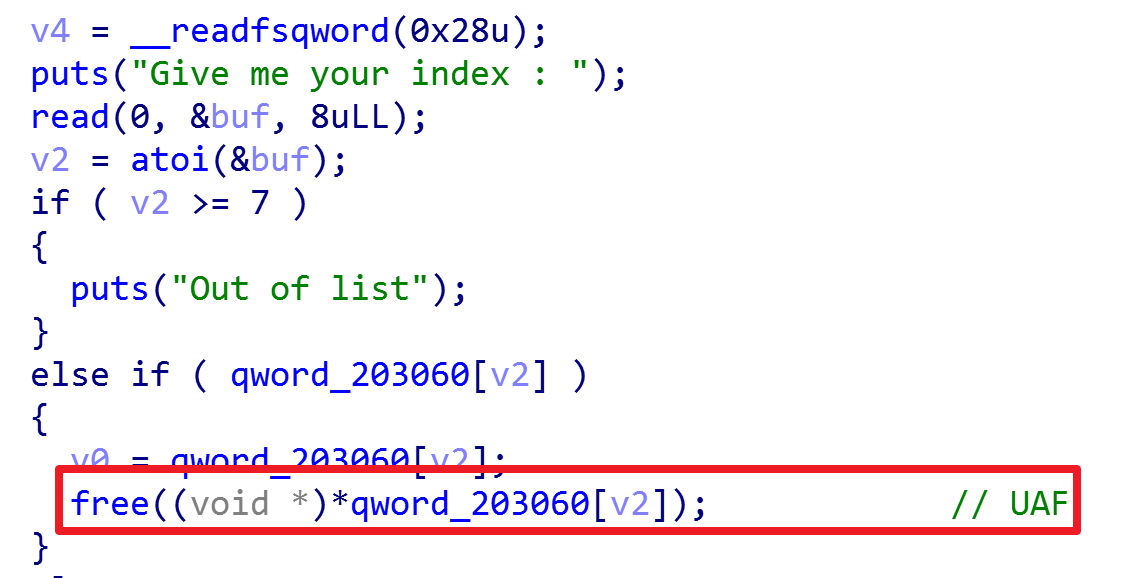 v4 = __readfsqword(0x28u);
puts("Give me your index : ");
read(0, &buf, 8uLL);
v2 = atoi(&buf);
if ( v2 >= 7 )
{
  puts("Out of list");
}
else if ( qword_203060[v2] )
{
  v0 = qword_203060[v2];
  free((void *)*qword_203060[v2]);            // UAF
}